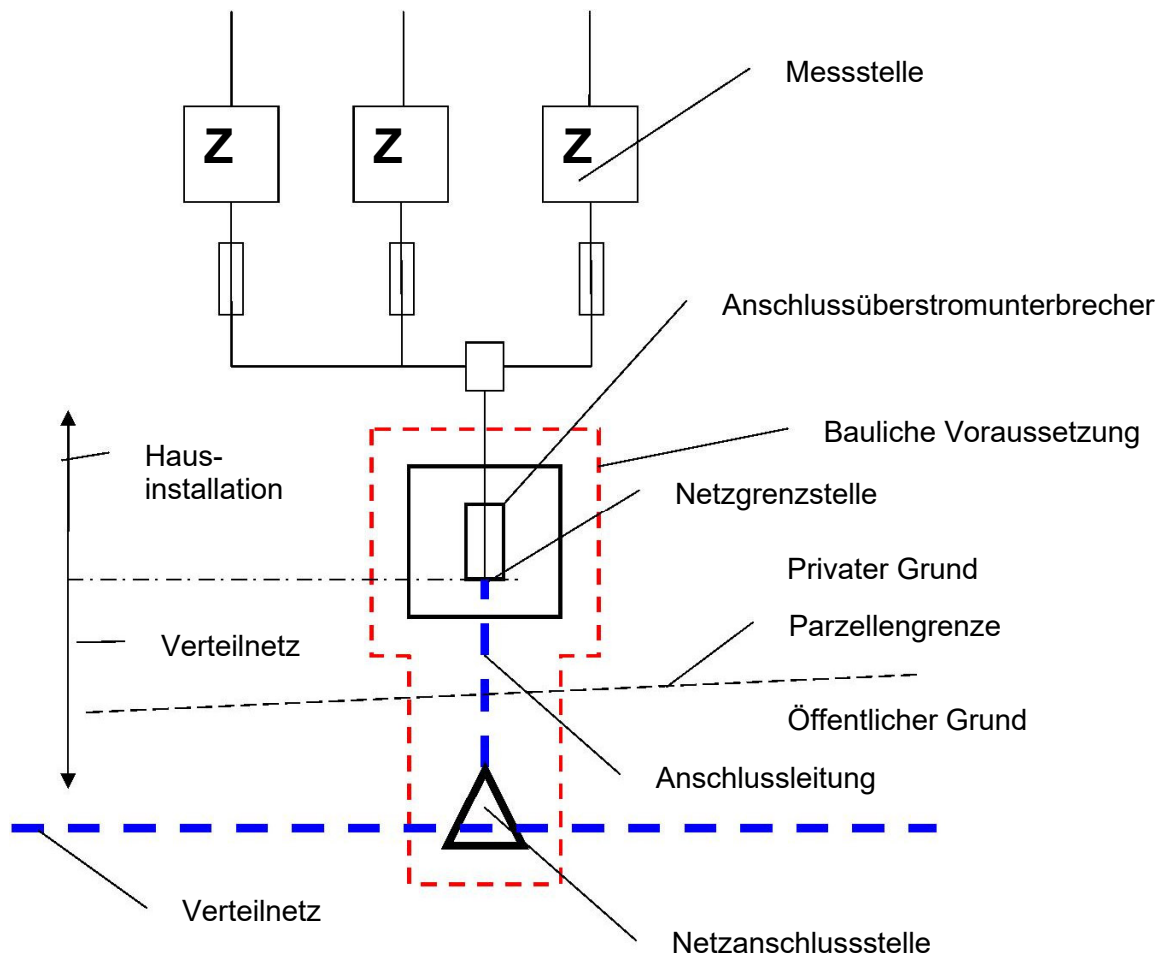 Messstelle
Z
Z
Z
Anschlussüberstromunterbrecher
Bauliche Voraussetzung
Haus-
installation
Netzgrenzstelle
Privater Grund
Parzellengrenze
Verteilnetz
Öffentlicher Grund
Anschlussleitung
Verteilnetz
Netzanschlussstelle